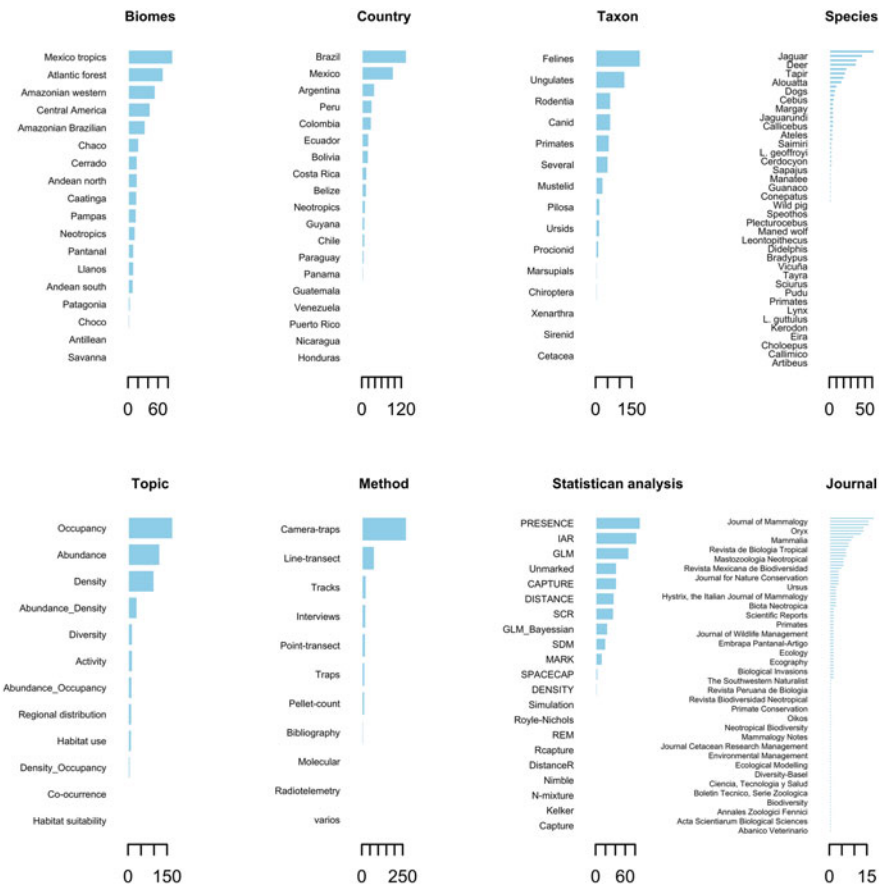 Biomes
Mexico tropics
Atlantic forest
Amazonian western
Central America
Amazonian Brazilian
Chaco
Cerrado
Andean north
Caatinga
Pampas
Neotropics
Pantanal
Llanos
Andean south
Patagonia
Choco
Antillean
Savanna
0 60
Country
Brazil
Mexico
Argentina
Peru
Colombia
Ecuador
Bolivia
Costa Rica
Belize
Neotropics
Guyana
Chile
Paraguay
Panama
Guatemala
Venezuela
Puerto Rico
Nicaragua
Honduras
0 120
Taxon
Felines
Ungulates
Rodentia
Canid
Primates
Several
Mustelid
Pilosa
Ursids
Procionid
Marsupials
Chiroptera
Xenarthra
Sirenid
Cetacea
0 150
Species
Jaguar
Deer
Tapir
Alouatta
Dogs
Cebus
Margay
Jaguarundi
Callicebus
Ateles
Saimiri
L. geoffroyi
Cerdocyon
Sapajus
Manatee
Guanaco
Conepatus
Wild pig
Speothos
Plecturocebus
Maned wolf
Leontopithecus
Didelphis
Bradypus
Vicuña
Tayra
Sciurus
Pudu
Primates
Lynx
L. guttulus
Kerodon
Eira
Choloepus
Callimico
Artibeus
0 50
Topic
Occupancy
Abundance
Density
Abundance_Density
Diversity
Activity
Abundance_Occupancy
Regional distribution
Habitat use
Density_Occupancy
Co-ocurrence
Habitat suitability
0 150
Method
Camera-traps
Line-transect
Tracks
Interviews
Point-transect
Traps
Pellet-count
Bibliography
Molecular
Radiotelemetry
varios
0 250
Statistican analysis
PRESENCE
IAR
GLM
Unmarked
CAPTURE
DISTANCE
SCR
GLM_Bayessian
SDM
MARK
SPACECAP
DENSITY
Simulation
Royle-Nichols
REM
Rcapture
DistanceR
Nimble
N-mixture
Kelker
Capture
0 60
Journal
Journal of Mammalogy
Oryx
Mammalia
Revista de Biologia Tropical
Mastozoologia Neotropical
Revista Mexicana de Biodiversidad
Journal for Nature Conservation
Ursus
Hystrix, the Italian Journal of Mammalogy
Biota Neotropica
Scientific Reports
Primates
Journal of Wildlife Management
Embrapa Pantanal-Artigo
Ecology
Ecography
Biological Invasions
The Southwestern Naturalist
Revista Peruana de Biologia
Revista Biodiversidad Neotropical
Primate Conservation
Oikos
Neotropical Biodiversity
Mammalogy Notes
Journal Cetacean Research Management
Environmental Management
Ecological Modelling
Diversity-Basel
Ciencia, Tecnologia y Salud
Boletin Tecnico, Serie Zoologica
Biodiversity
Annales Zoologici Fennici
Acta Scientiarum Biological Sciences
Abanico Veterinario
0 15